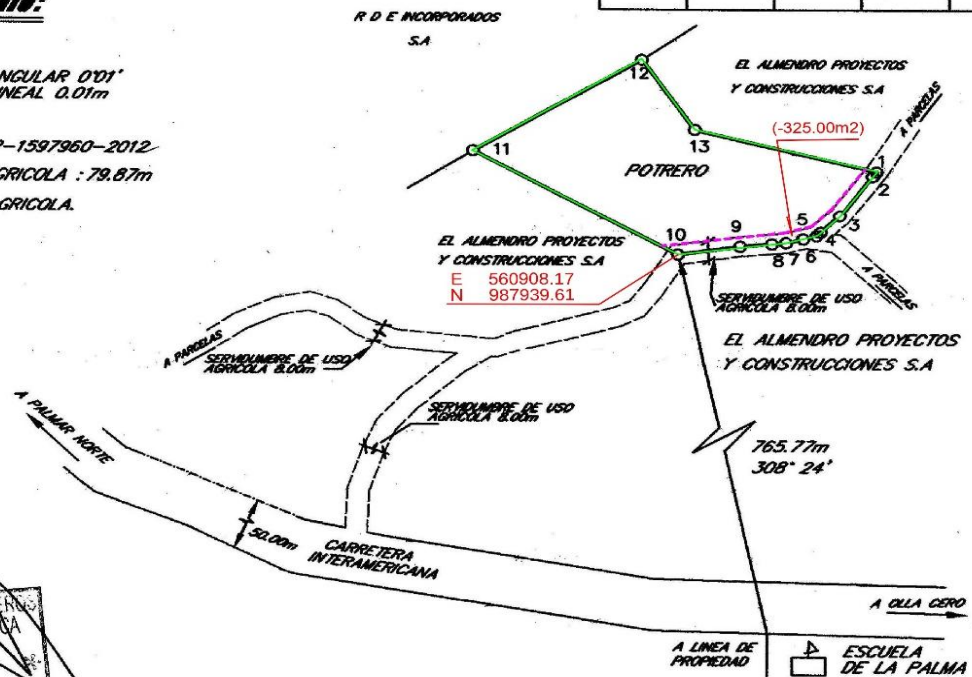 R D E INCORPORADOS
S.A
NGULAR 0°01'
NEAL 0.01m
-1597960-2012
GRICOLA : 79.87m
GRICOLA.
EL ALMENDRO PROYECTOS
Y CONSTRUCCIONES S.A
A PARCELAS
(-325.00m2)
12
13
11
POTRERO
1
2
3
4
5
6
7
8
9
10
EL ALMENDRO PROYECTOS
Y CONSTRUCCIONES S.A
E 560908.17
N 987939.61
A PARCELAS
SERVIDUMBRE DE USO
AGRICOLA 8.00m
EL ALMENDRO PROYECTOS
Y CONSTRUCCIONES S.A
A PARCELAS
SERVIDUMBRE DE USO
AGRICOLA 8.00m
SERVIDUMBRE DE USO
AGRICOLA 8.00m
A PALMAR NORTE
765.77m
308° 24'
50.00m
CARRETERA
INTERAMERICANA
A OLLA CERO
A LINEA DE
PROPIEDAD
ESCUELA
DE LA PALMA